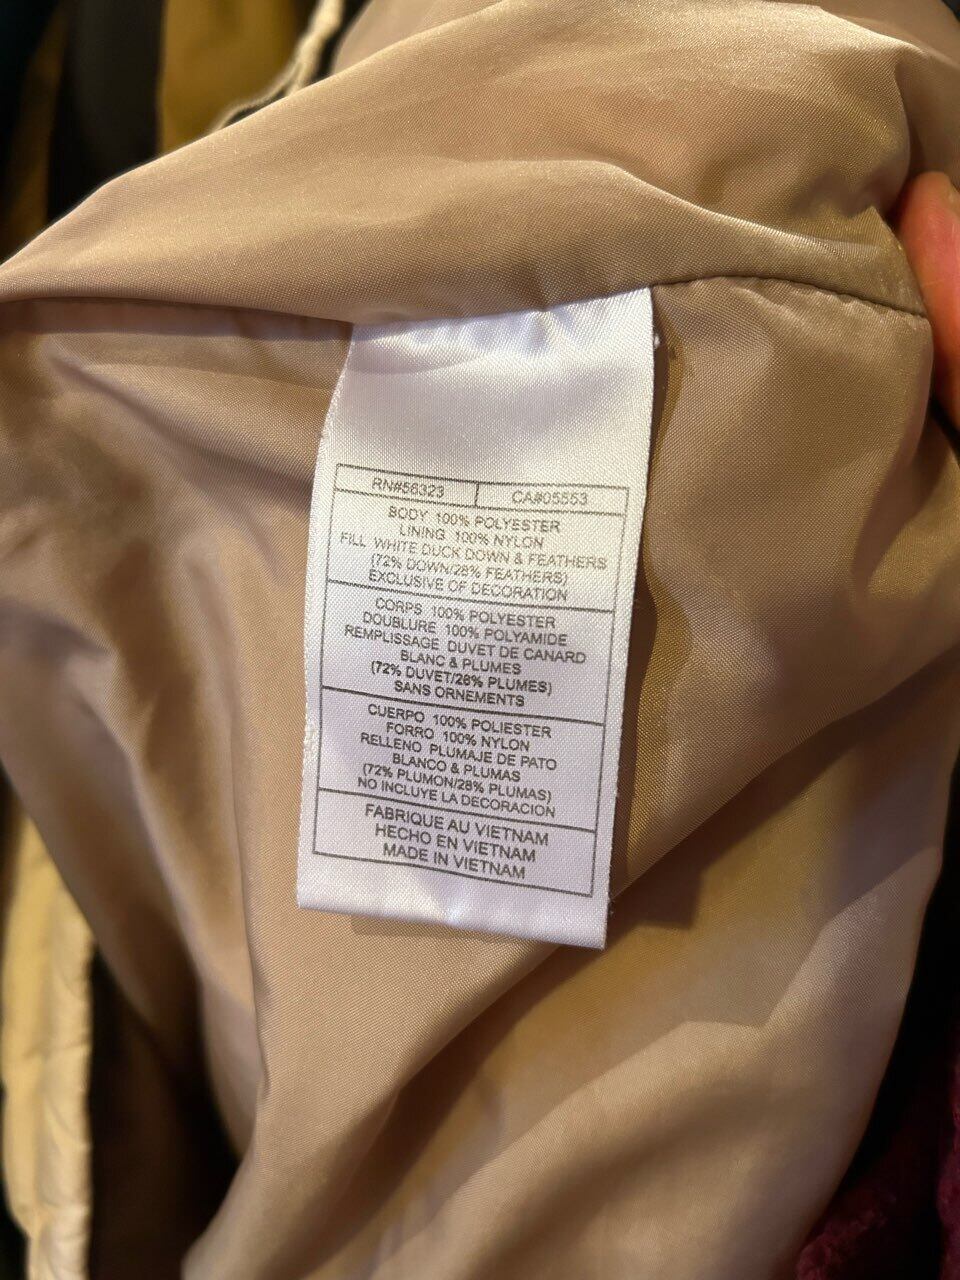 RN#56323 CA#05553
BODY 100% POLYESTER
LINING 100% NYLON
FILL WHITE DUCK DOWN & FEATHERS
(72% DOWN/28% FEATHERS)
EXCLUSIVE OF DECORATION
CORPS 100% POLYESTER
DOUBLURE 100% POLYAMIDE
REMPLISSAGE DUVET DE CANARD
BLANC & PLUMES
(72% DUVET/28% PLUMES)
SANS ORNEMENTS
CUERPO 100% POLIESTER
FORRO 100% NYLON
RELLENO PLUMAJE DE PATO
BLANCO & PLUMAS
(72% PLUMON/28% PLUMAS)
NO INCLUYE LA DECORACION
FABRIQUE AU VIETNAM
HECHO EN VIETNAM
MADE IN VIETNAM